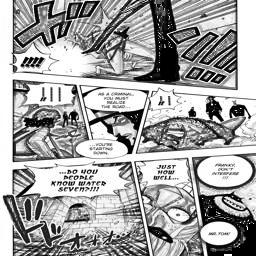 AS A CRIMINAL,
YOU MUST
REALIZE
THE ROAD...
...YOU'RE
STARTING
DOWN.
!!!!
...DO YOU
PEOPLE
KNOW WATER
SEVEN?!!!
JUST
HOW
WELL...
FRANKY,
DON'T
INTERFERE
!!!
MR. TOM!